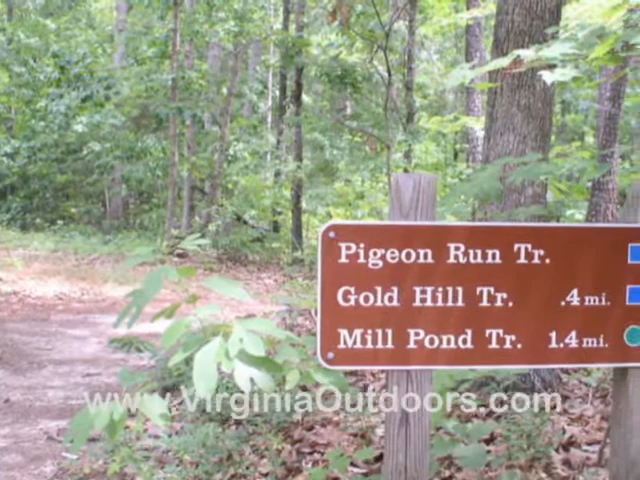 Pigeon Run Tr.
Gold Hill Tr. .4 mi.
Mill Pond Tr. 1.4 mi.
www.VirginiaOutdoors.com